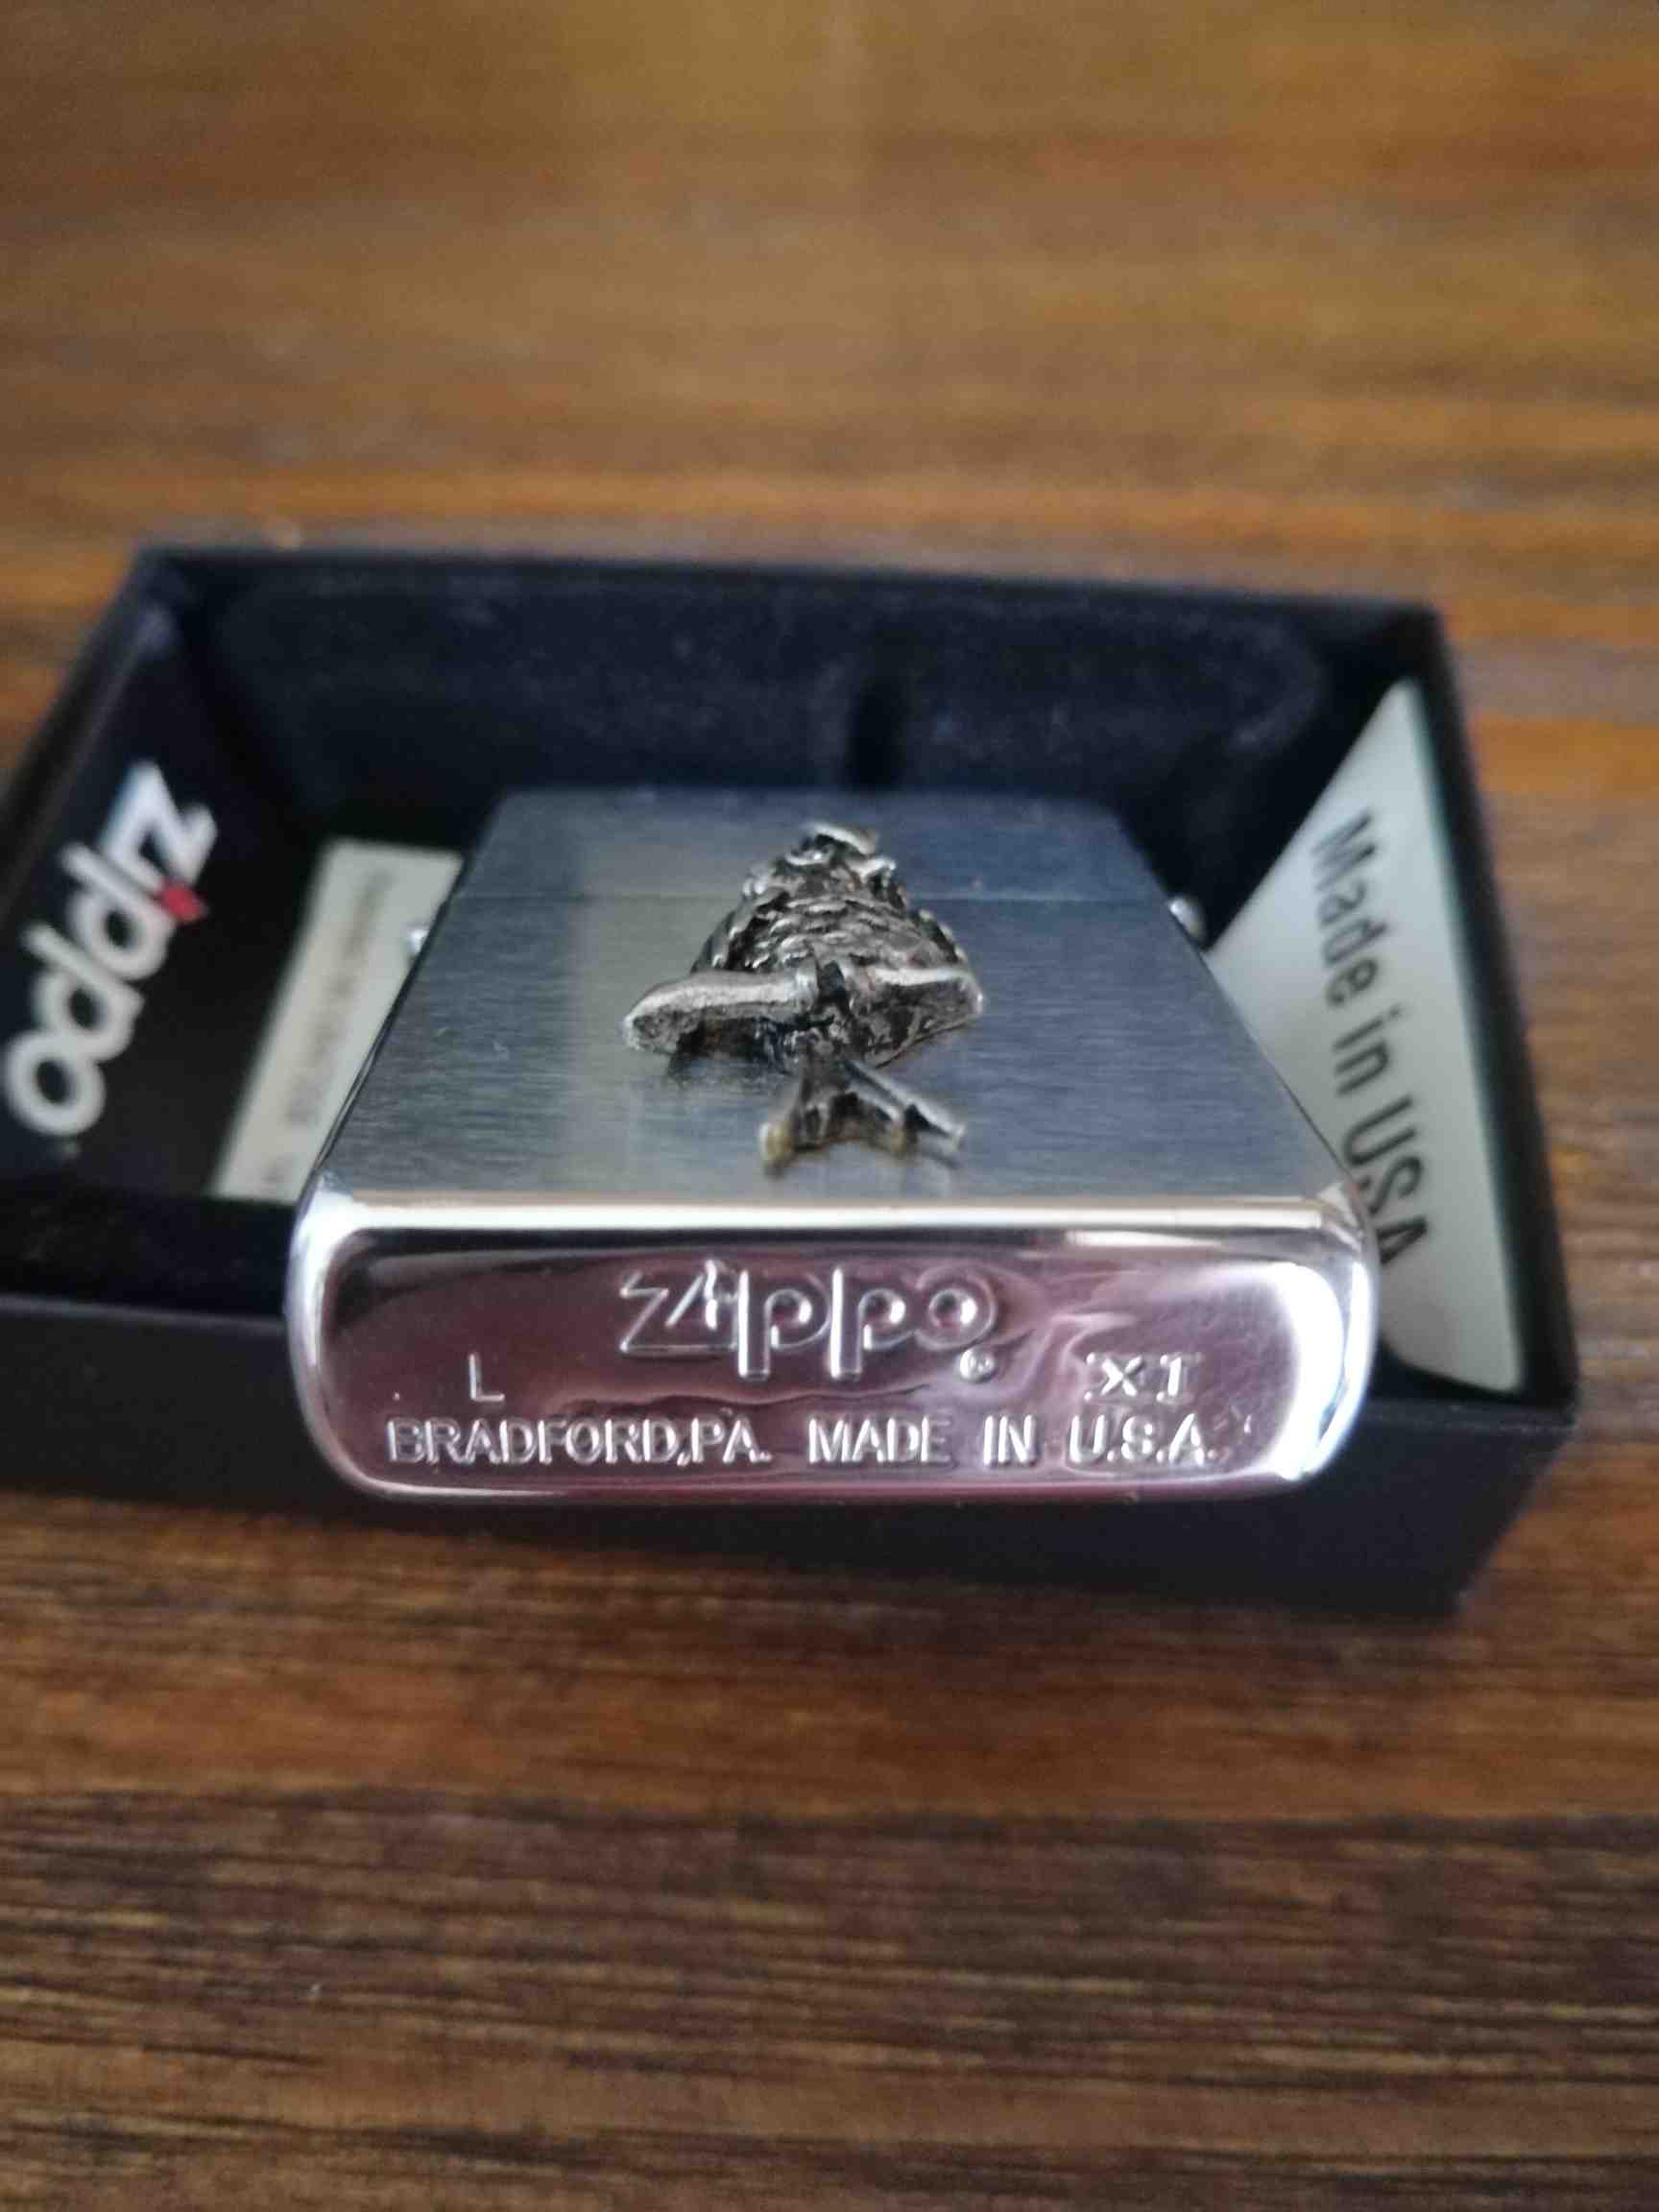 zippo
Made in USA
Zippo®
L XI
BRADFORD,PA. MADE IN U.S.A.